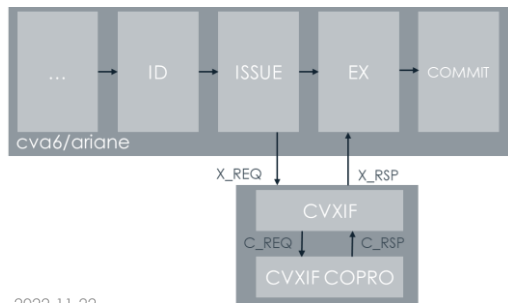 ... ID ISSUE EX COMMIT
cva6/ariane
X_REQ X_RSP
CVXIF
C_REQ C_RSP
CVXIF COPRO